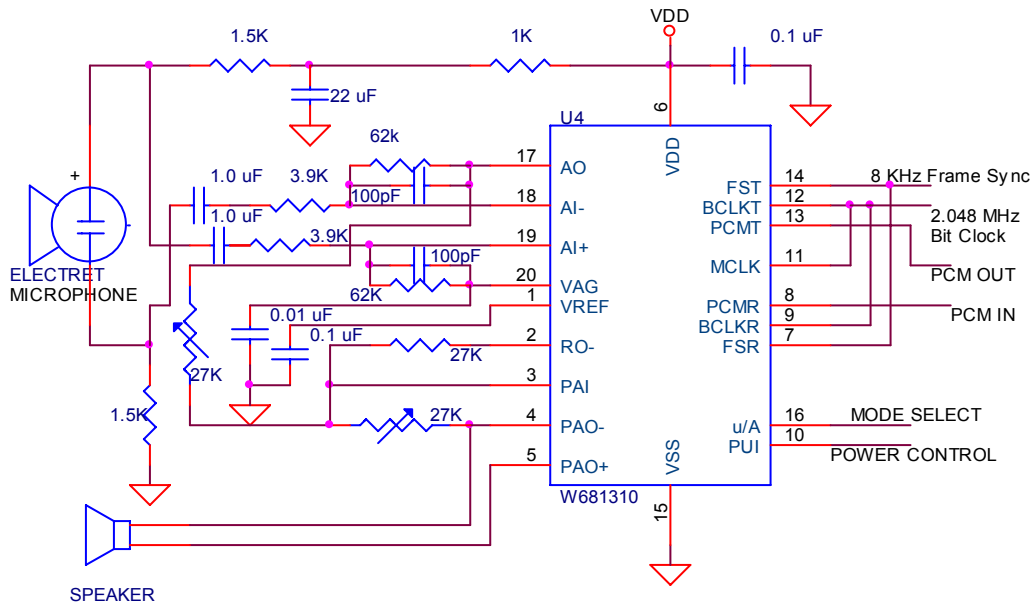 VDD
1.5K
1K
0.1 uF
22 uF
6
U4
62k
17
AO
VDD
1.0 uF
3.9K
100pF
18
AI-
FST
14
8 KHz Frame Sync
1.0 uF
BCLKT
12
+
3.9K
19
AI+
PCMT
13
2.048 MHz
Bit Clock
-
100pF
MCLK
11
PCM OUT
ELECTRET
MICROPHONE
62K
20
VAG
1
VREF
PCMR
8
PCM IN
0.01 uF
0.1 uF
BCLKR
9
2
RO-
FSR
7
27K
27K
3
PAI
1.5K
27K
4
PAO-
u/A
16
MODE SELECT
PUI
10
POWER CONTROL
5
PAO+
VSS
W681310
15
SPEAKER